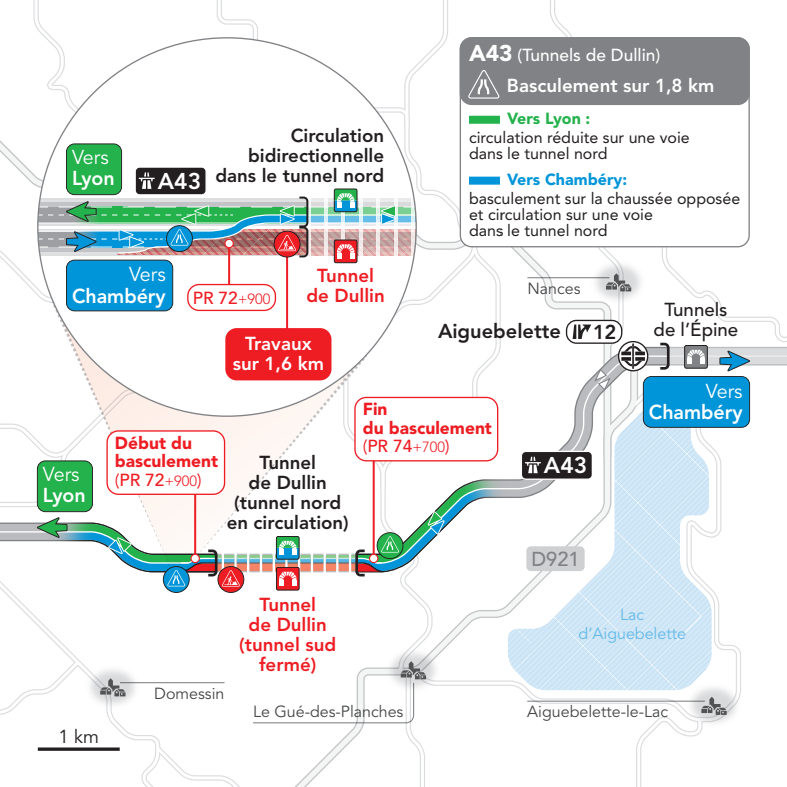 A43 (Tunnels de Dullin)
Basculement sur 1,8 km
Vers Lyon :
circulation réduite sur une voie
dans le tunnel nord
Vers Chambéry:
basculement sur la chaussée opposée
et circulation sur une voie
dans le tunnel nord
Circulation
bidirectionnelle
dans le tunnel nord
Vers
Lyon
A43
Vers
Chambéry
PR 72+900
Tunnel
de Dullin
Travaux
sur 1,6 km
Nances
Tunnels
de l'Épine
Aiguebelette
12
Vers
Chambéry
Fin
du basculement
(PR 74+700)
Début du
basculement
(PR 72+900)
Tunnel
de Dullin
(tunnel nord
en circulation)
A43
Vers
Lyon
D921
Tunnel
de Dullin
(tunnel sud
fermé)
Lac
d'Aiguebelette
Domessin
Le Gué-des-Planches
Aiguebelette-le-Lac
1 km